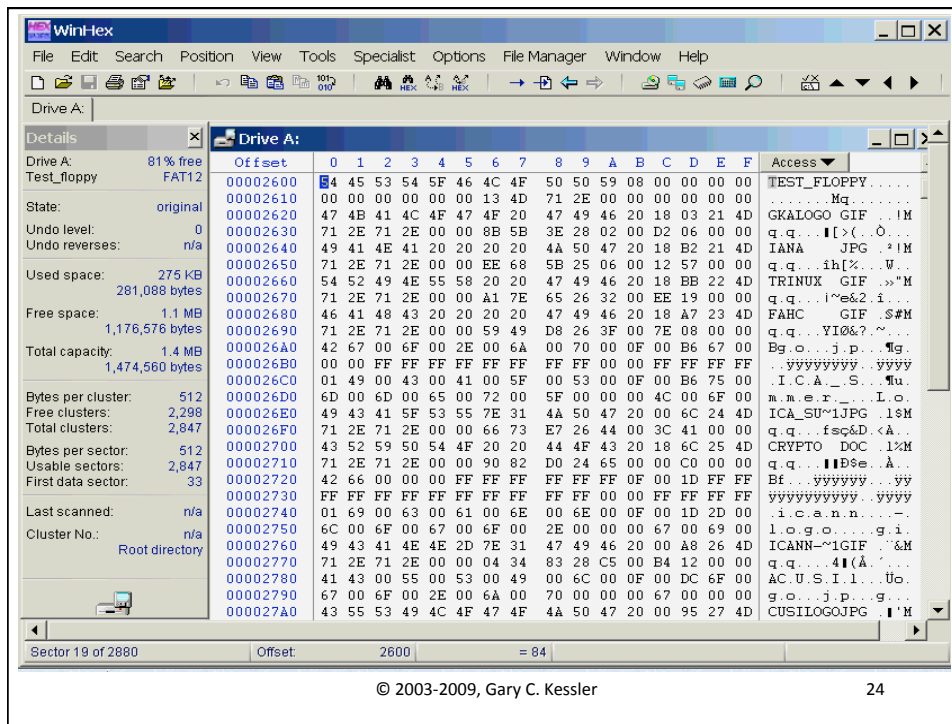 WinHex
File Edit Search Position View Tools Specialist Options File Manager Window Help
Drive A:
Details
Drive A: 81% free
Test_floppy FAT12
State: original
Undo level: 0
Undo reverses: n/a
Used space: 275 KB
281,088 bytes
Free space: 1.1 MB
1,176,576 bytes
Total capacity: 1.4 MB
1,474,560 bytes
Bytes per cluster: 512
Free clusters: 2,298
Total clusters: 2,847
Bytes per sector: 512
Usable sectors: 2,847
First data sector: 33
Last scanned: n/a
Cluster No.: n/a
Root directory
Drive A:
Offset 0 1 2 3 4 5 6 7 8 9 A B C D E F Access
00002600 54 45 53 54 5F 46 4C 4F 50 50 59 08 00 00 00 00 TEST_FLOPPY.....
00002610 00 00 00 00 00 00 13 4D 71 2E 00 00 00 00 00 00 .......Mq.......
00002620 47 4B 41 4C 4F 47 4F 20 47 49 46 20 18 03 21 4D GKALOGO GIF ..!M
00002630 71 2E 71 2E 00 00 8B 5B 3E 28 02 00 D2 06 00 00 q.q...[>(..Ò...
00002640 49 41 4E 41 20 20 20 20 4A 50 47 20 18 B2 21 4D IANA JPG .²!M
00002650 71 2E 71 2E 00 00 EE 68 5B 25 06 00 12 57 00 00 q.q...îh[%...W..
00002660 54 52 49 4E 55 58 20 20 47 49 46 20 18 BB 22 4D TRINUX GIF .»"M
00002670 71 2E 71 2E 00 00 A1 7E 65 26 32 00 EE 19 00 00 q.q...¡~e&2.î...
00002680 46 41 48 43 20 20 20 20 47 49 46 20 18 A7 23 4D FAHC GIF .§#M
00002690 71 2E 71 2E 00 00 59 49 D8 26 3F 00 7E 08 00 00 q.q...YIØ&?.~...
000026A0 42 67 00 6F 00 2E 00 6A 00 70 00 0F 00 B6 67 00 Bg.o...j.p...¶g.
000026B0 00 00 FF FF FF FF FF FF FF FF 00 00 FF FF FF FF ..ÿÿÿÿÿÿÿÿ..ÿÿÿÿ
000026C0 01 49 00 43 00 41 00 5F 00 53 00 0F 00 B6 75 00 .I.C.A._.S...¶u.
000026D0 6D 00 6D 00 65 00 72 00 5F 00 00 00 4C 00 6F 00 m.m.e.r._...L.o.
000026E0 49 43 41 5F 53 55 7E 31 4A 50 47 20 00 6C 24 4D ICA_SU~1JPG .l$M
000026F0 71 2E 71 2E 00 00 66 73 E7 26 44 00 3C 41 00 00 q.q...fsç&D.<A..
00002700 43 52 59 50 54 4F 20 20 44 4F 43 20 18 6C 25 4D CRYPTO DOC .l%M
00002710 71 2E 71 2E 00 00 90 82 D0 24 65 00 00 C0 00 00 q.q...Ð$e..À..
00002720 42 66 00 00 00 FF FF FF FF FF FF 0F 00 1D FF FF Bf...ÿÿÿÿÿÿ...ÿÿ
00002730 FF FF FF FF FF FF FF FF FF FF 00 00 FF FF FF FF ÿÿÿÿÿÿÿÿÿÿ..ÿÿÿÿ
00002740 01 69 00 63 00 61 00 6E 00 6E 00 0F 00 1D 2D 00 .i.c.a.n.n....-.
00002750 6C 00 6F 00 67 00 6F 00 2E 00 00 00 67 00 69 00 l.o.g.o.....g.i.
00002760 49 43 41 4E 4E 2D 7E 31 47 49 46 20 00 A8 26 4D ICANN-~1GIF .¨&M
00002770 71 2E 71 2E 00 00 04 34 83 28 C5 00 B4 12 00 00 q.q....4(Å.´...
00002780 41 43 00 55 00 53 00 49 00 6C 00 0F 00 DC 6F 00 AC.U.S.I.l...Üo.
00002790 67 00 6F 00 2E 00 6A 00 70 00 00 00 67 00 00 00 g.o...j.p...g...
000027A0 43 55 53 49 4C 4F 47 4F 4A 50 47 20 00 95 27 4D CUSILOGOJPG .'M
Sector 19 of 2880 Offset: 2600 = 84
© 2003-2009, Gary C. Kessler 24